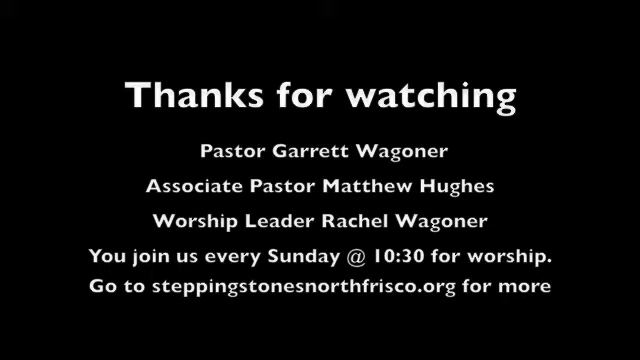 Thanks for watching
Pastor Garrett Wagoner
Associate Pastor Matthew Hughes
Worship Leader Rachel Wagoner
You join us every Sunday @ 10:30 for worship.
Go to steppingstonesnorthfrisco.org for more